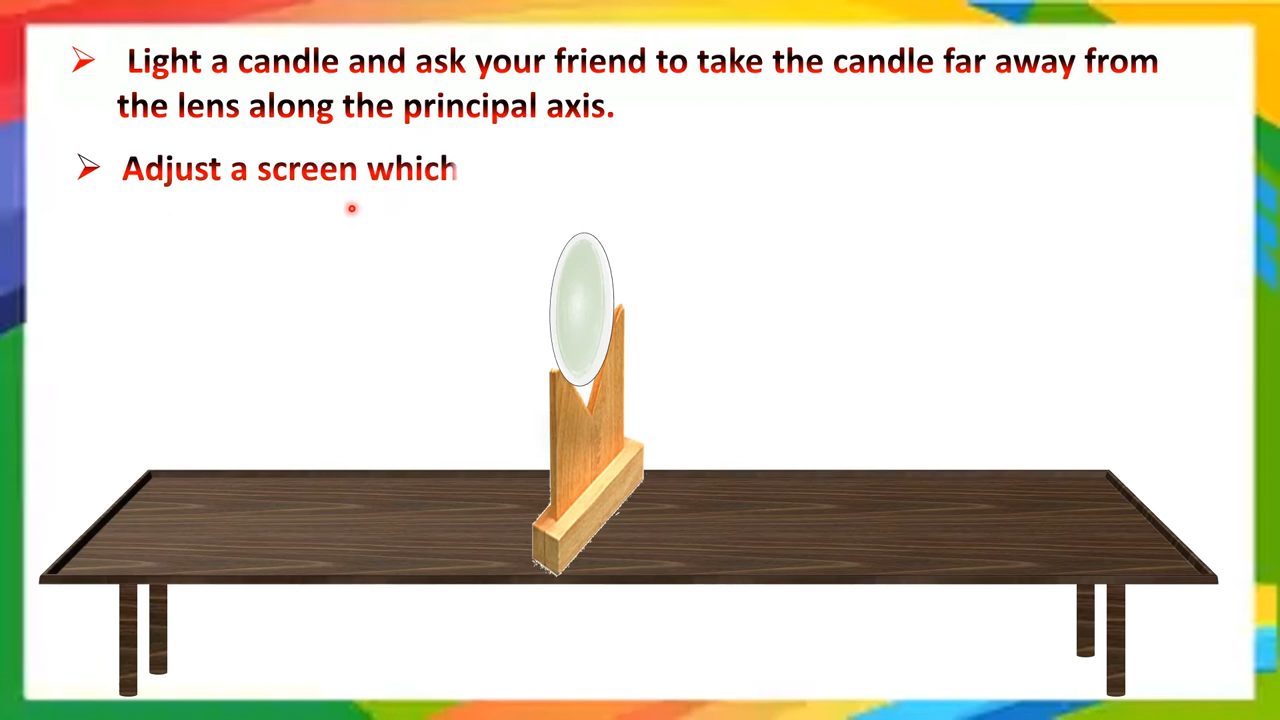 Light a candle and ask your friend to take the candle far away from
the lens along the principal axis.
Adjust a screen which